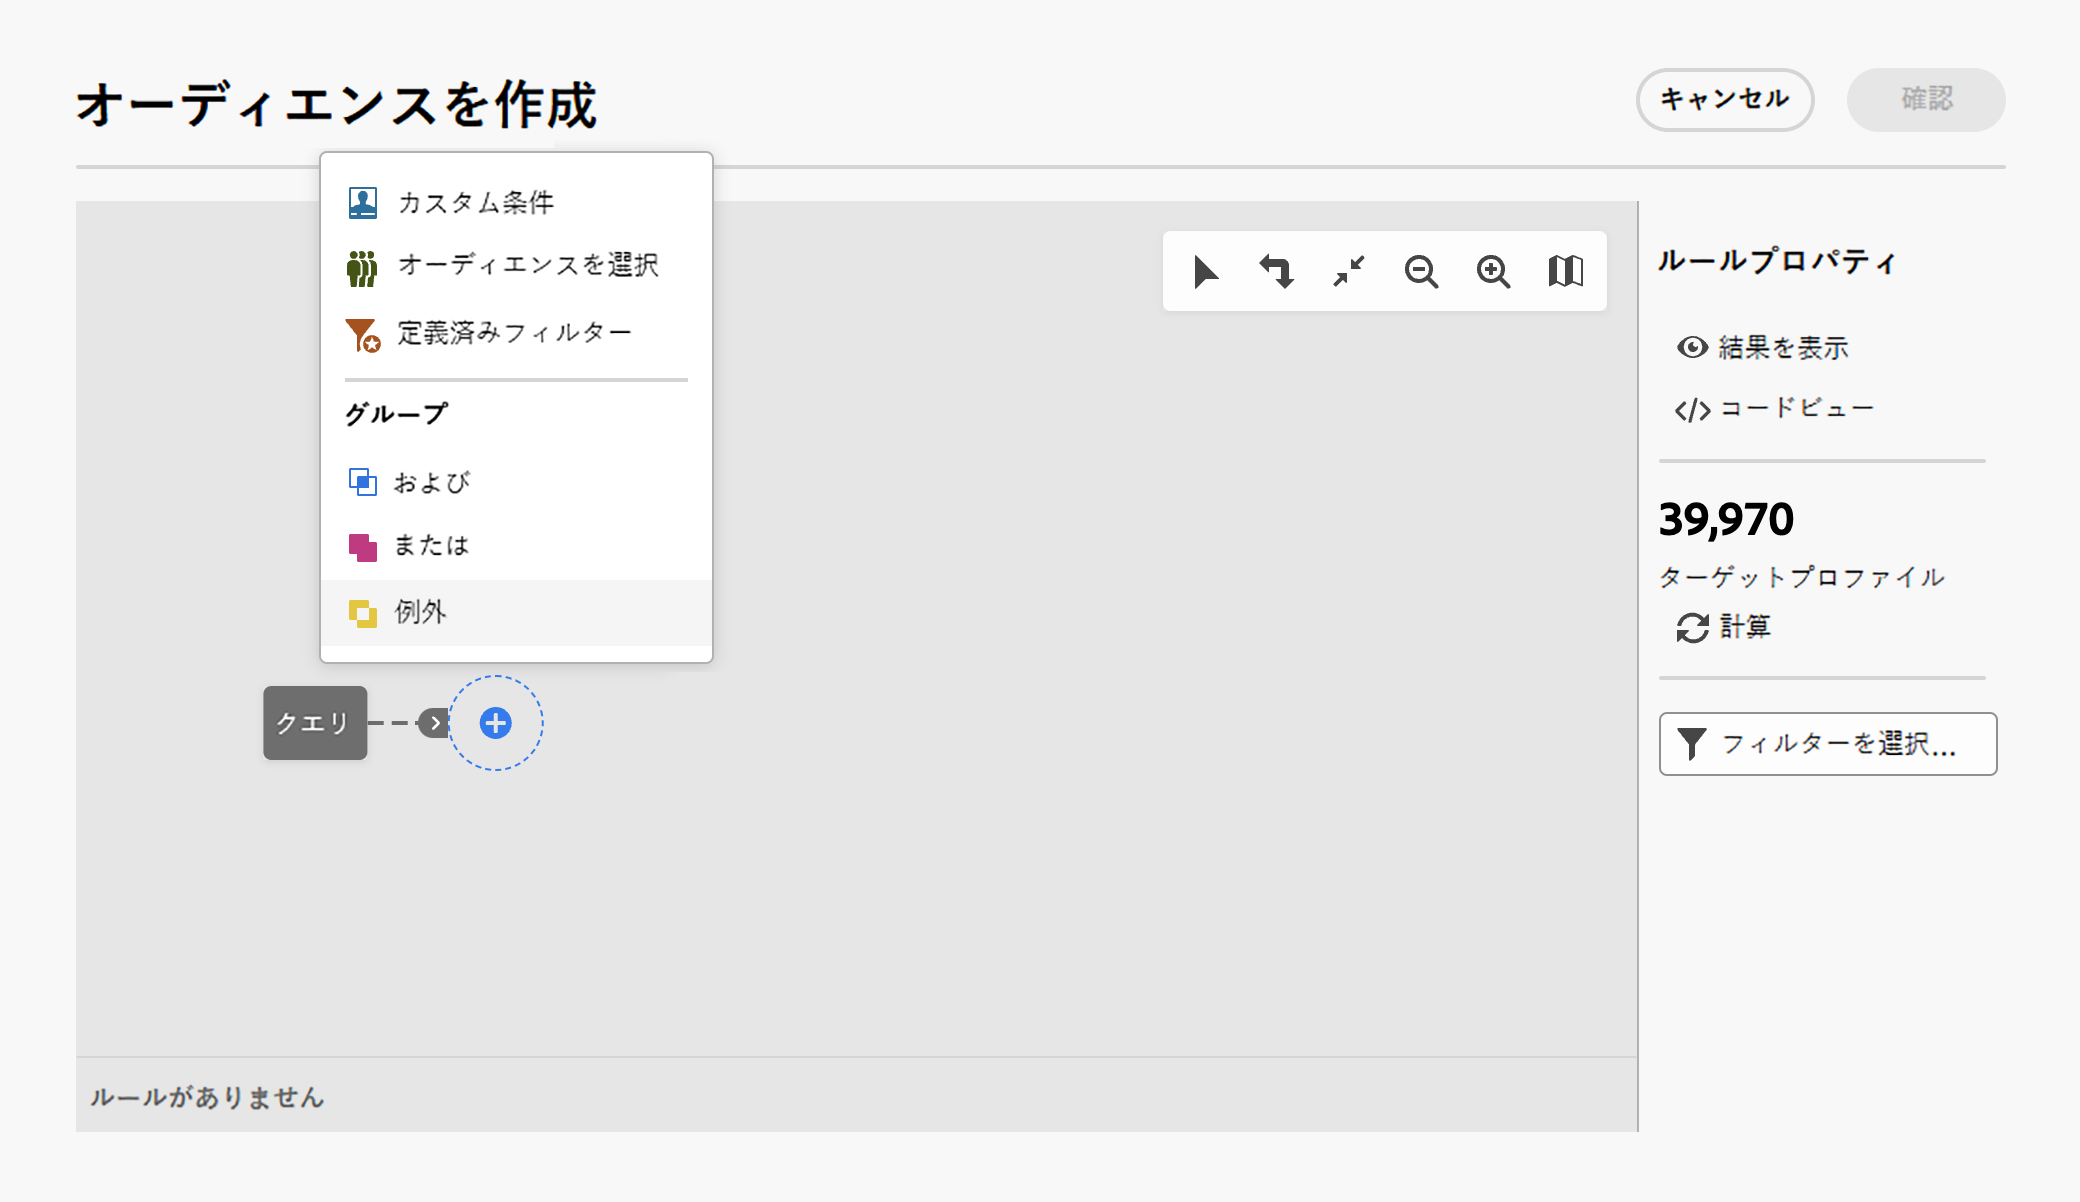 オーディエンスを作成
キャンセル
確認
カスタム条件
オーディエンスを選択
定義済みフィルター
グループ
および
または
例外
クエリ
ルールがありません
ルールプロパティ
結果を表示
コードビュー
39,970
ターゲットプロファイル
計算
フィルターを選択...